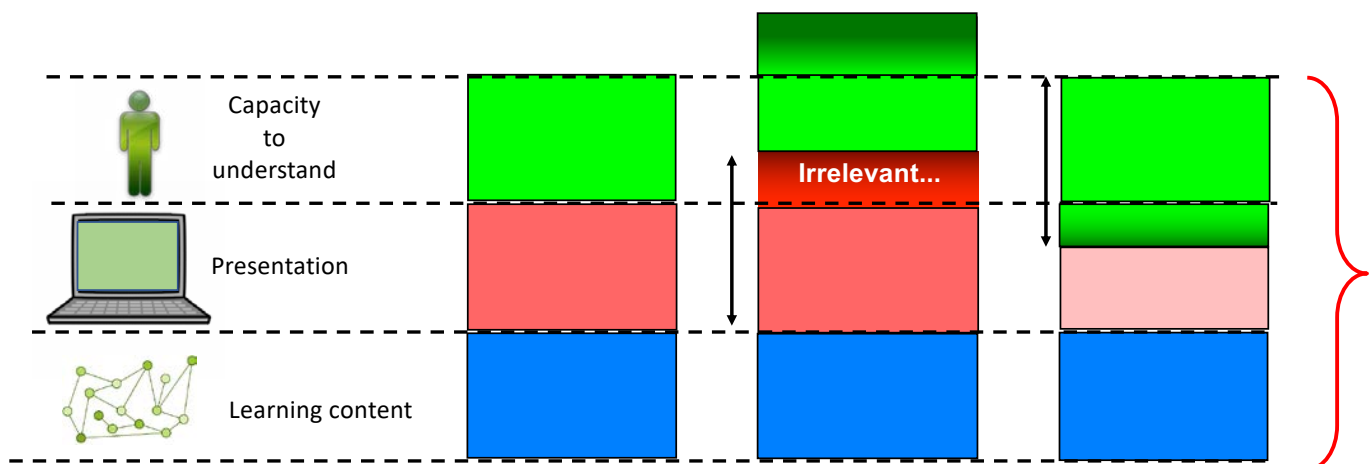 Capacity
to
understand
Irrelevant...
Presentation
Learning content